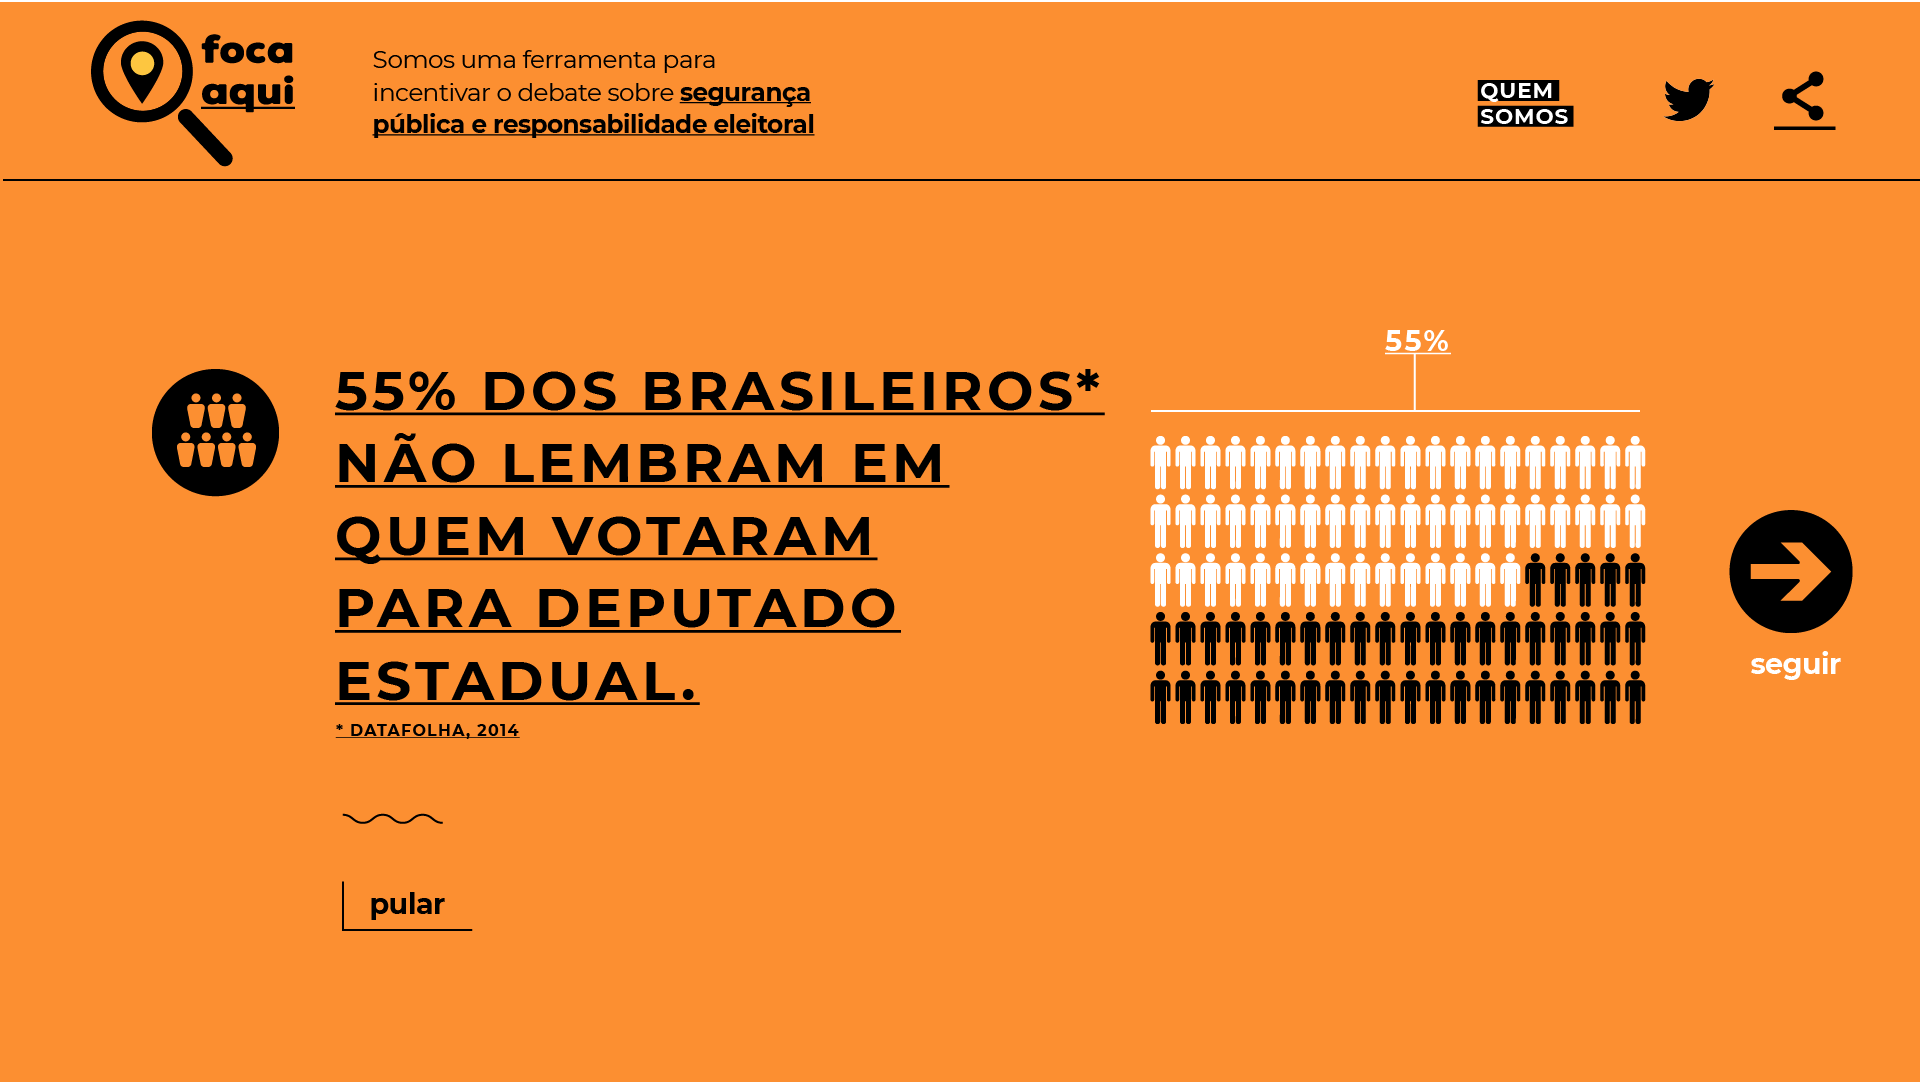 foca
aqui
Somos uma ferramenta para
incentivar o debate sobre segurança
pública e responsabilidade eleitoral
QUEM
SOMOS
55% DOS BRASILEIROS*
NÃO LEMBRAM EM
QUEM VOTARAM
PARA DEPUTADO
ESTADUAL.
* DATAFOLHA, 2014
55%
seguir
pular